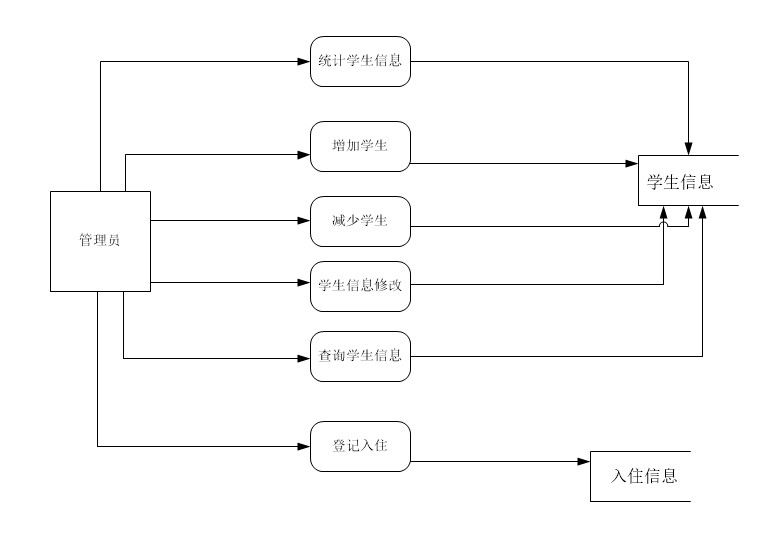 统计学生信息
增加学生
学生信息
减少学生
管理员
学生信息修改
查询学生信息
登记入住
入住信息